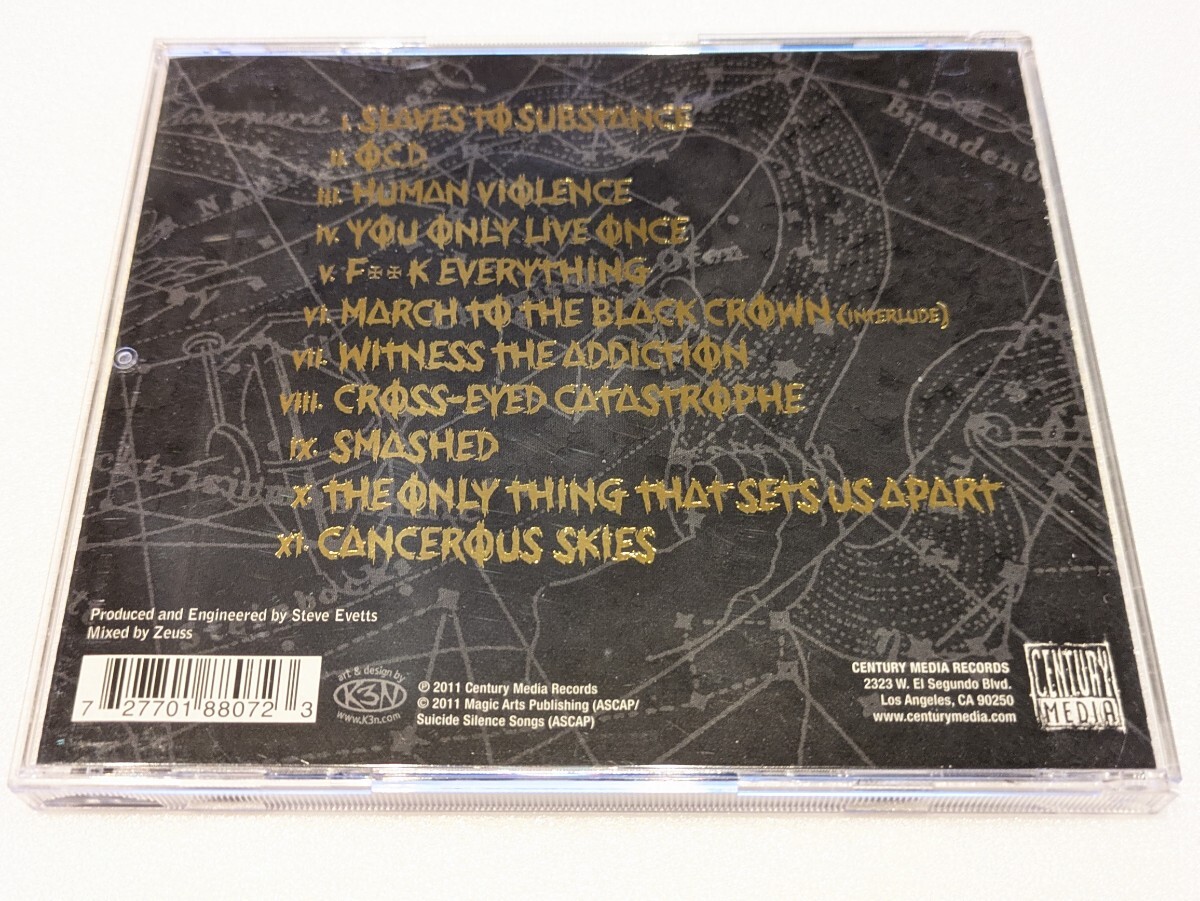 I. SLAVES TO SUBSTANCE
II. OCD
III. HUMAN VIOLENCE
IV. YOU ONLY LIVE ONCE
V. F✠✠K EVERYTHING
VI. MARCH TO THE BLACK CROWN (INTERLUDE)
VII. WITNESS THE ADDICTION
VIII. CROSS-EYED CATASTROPHE
IX. SMASHED
X. THE ONLY THING THAT SETS US APART
XI. CANCEROUS SKIES
Brandenb
Produced and Engineered by Steve Evetts
Mixed by Zeuss
7 27701 88072 3
art & design by
K3N
www.K3n.com
℗ 2011 Century Media Records
© 2011 Magic Arts Publishing (ASCAP/
Suicide Silence Songs (ASCAP)
CENTURY MEDIA RECORDS
2323 W. El Segundo Blvd.
Los Angeles, CA 90250
www.centurymedia.com
CENTURY
MEDIA